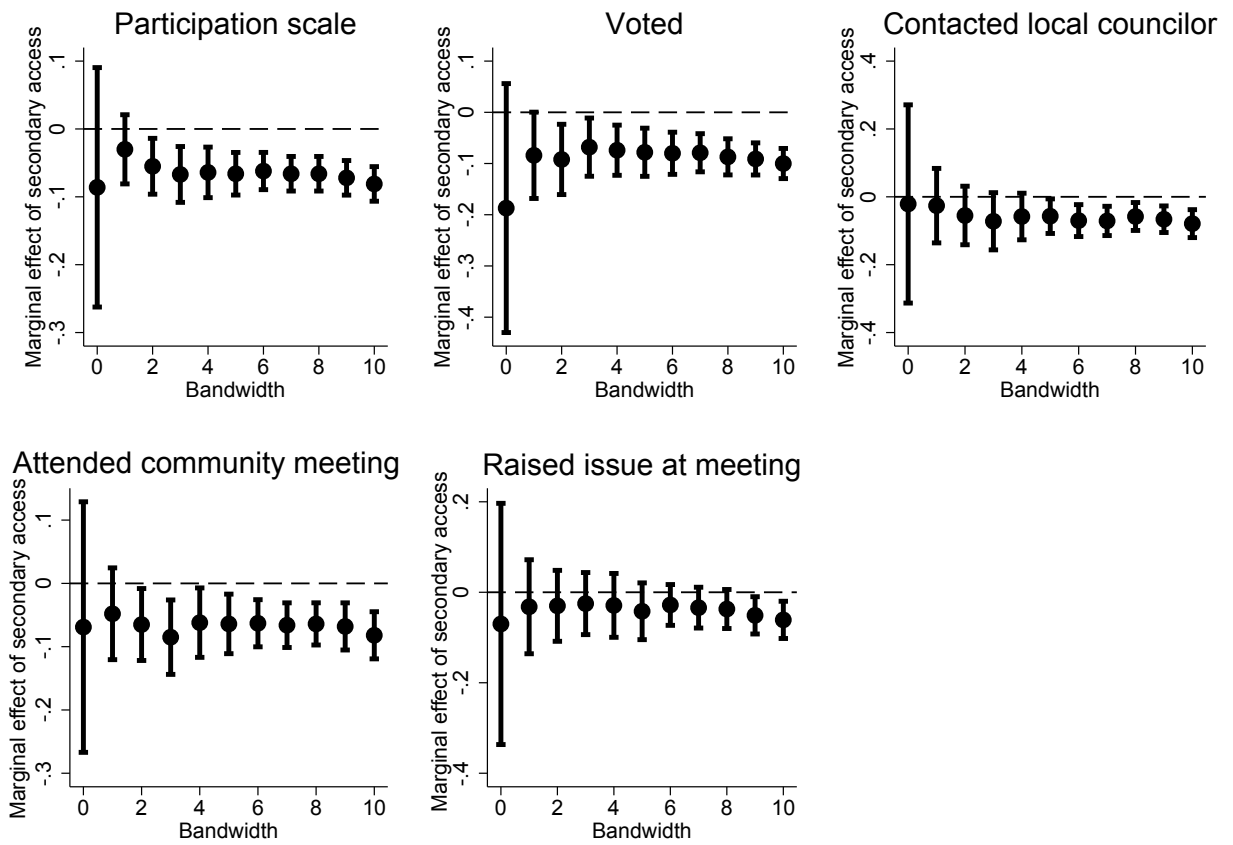 Participation scale
Marginal effect of secondary access
.1
0
-.1
-.2
-.3
0 2 4 6 8 10
Bandwidth
Voted
Marginal effect of secondary access
.1
0
-.1
-.2
-.3
-.4
0 2 4 6 8 10
Bandwidth
Contacted local councilor
Marginal effect of secondary access
.4
.2
0
-.2
-.4
0 2 4 6 8 10
Bandwidth
Attended community meeting
Marginal effect of secondary access
.1
0
-.1
-.2
-.3
0 2 4 6 8 10
Bandwidth
Raised issue at meeting
Marginal effect of secondary access
.2
0
-.2
-.4
0 2 4 6 8 10
Bandwidth